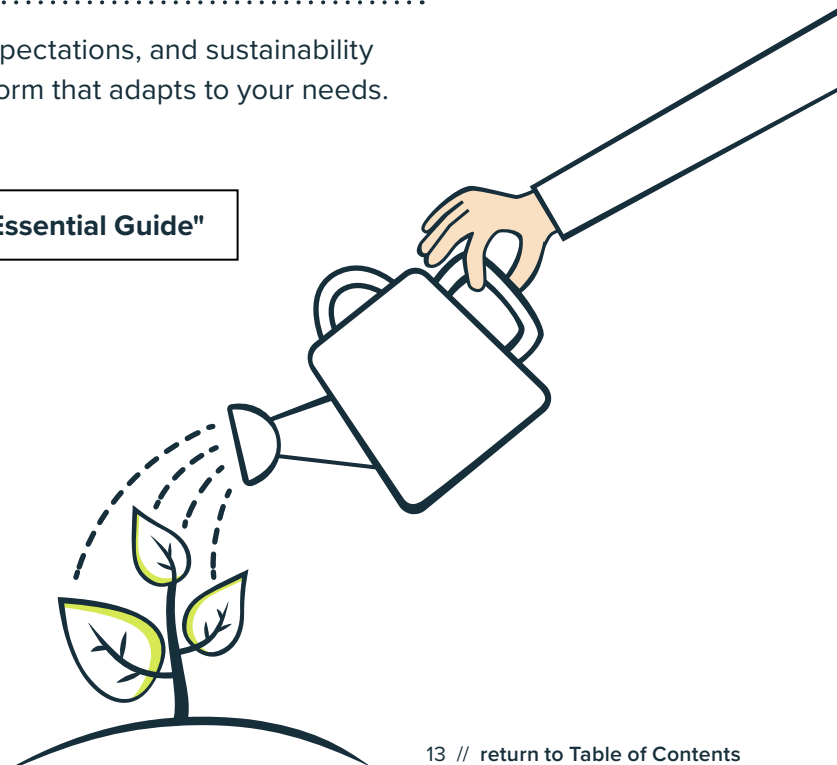 pectations, and sustainability
orm that adapts to your needs.
Essential Guide"
13 // return to Table of Contents